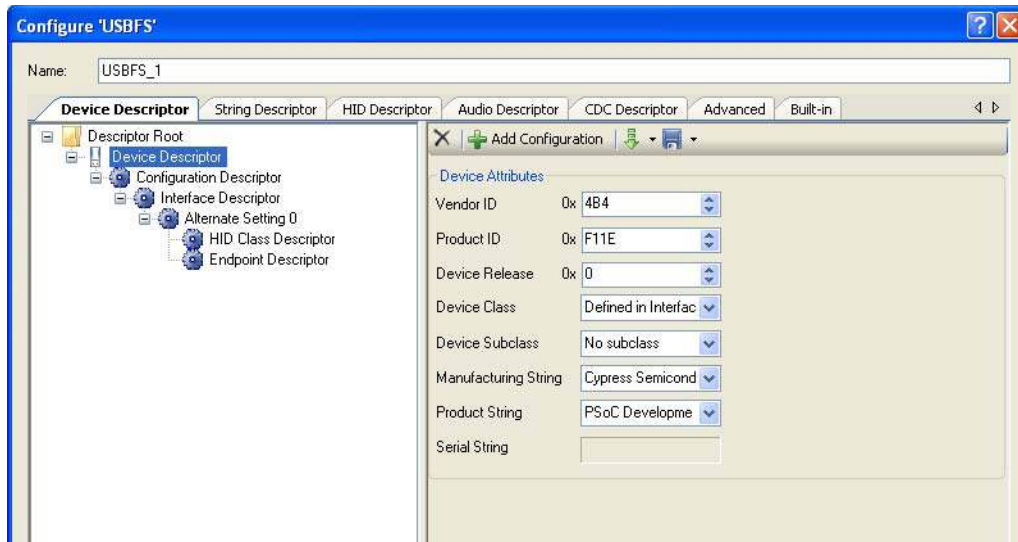 Configure 'USBFS'
Name: USBFS_1
Device Descriptor String Descriptor HID Descriptor Audio Descriptor CDC Descriptor Advanced Built-in
Descriptor Root
Device Descriptor
Configuration Descriptor
Interface Descriptor
Alternate Setting 0
HID Class Descriptor
Endpoint Descriptor
Add Configuration
Device Attributes
Vendor ID 0x 4B4
Product ID 0x F11E
Device Release 0x 0
Device Class Defined in Interfac
Device Subclass No subclass
Manufacturing String Cypress Semicond
Product String PSoC Developme
Serial String